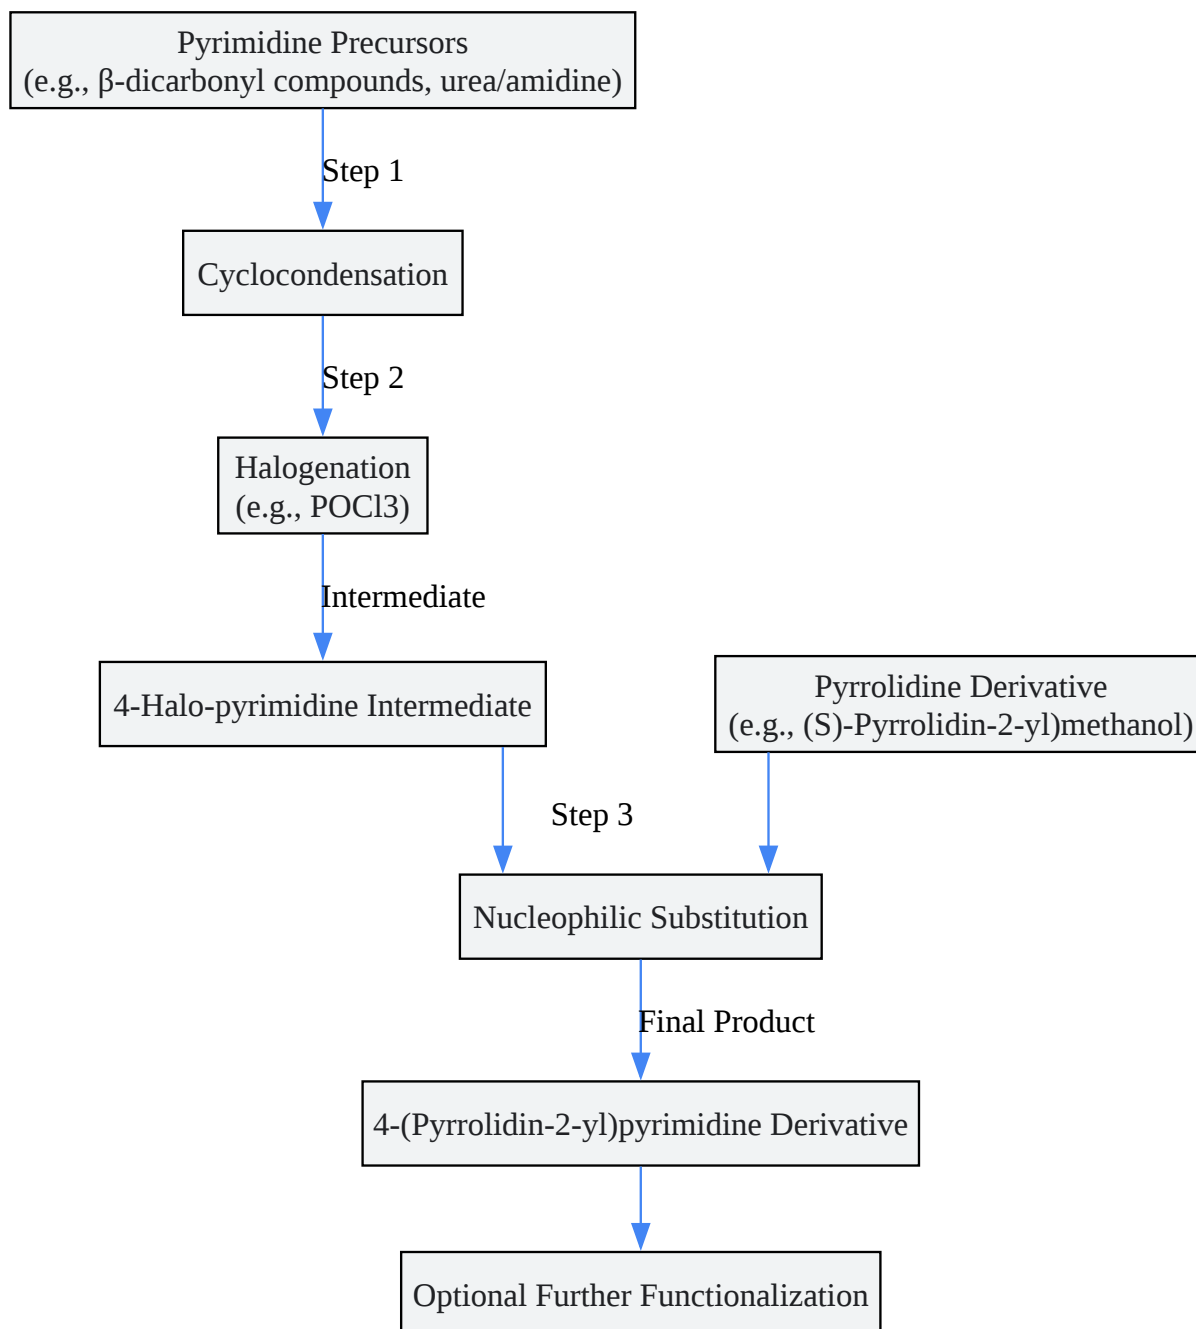 Pyrimidine Precursors
(e.g., β-dicarbonyl compounds, urea/amidine)
Step 1
Cyclocondensation
Step 2
Halogenation
(e.g., POCl3)
Intermediate
4-Halo-pyrimidine Intermediate
Pyrrolidine Derivative
(e.g., (S)-Pyrrolidin-2-yl)methanol)
Step 3
Nucleophilic Substitution
Final Product
4-(Pyrrolidin-2-yl)pyrimidine Derivative
Optional Further Functionalization